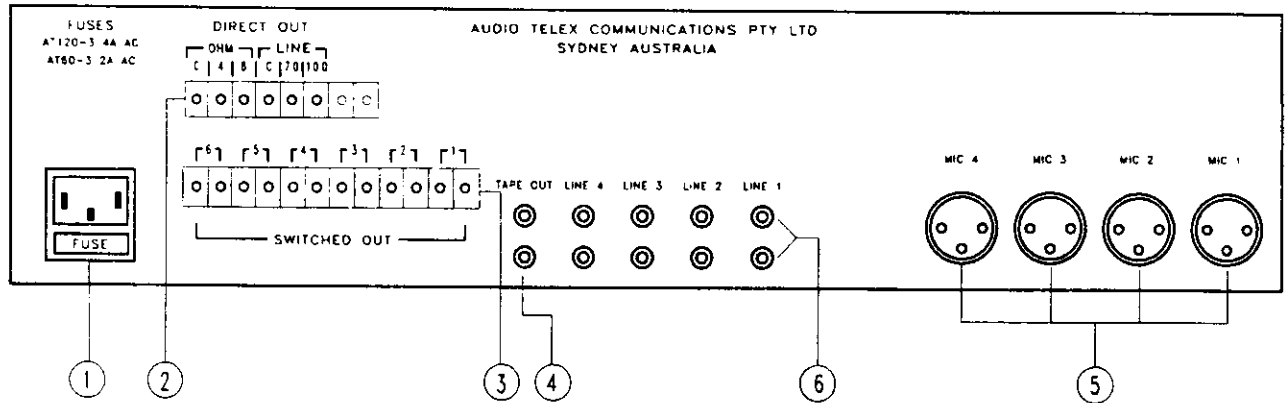 FUSES
AT120-3 4A AC
AT60-3 2A AC
DIRECT OUT
OHM LINE
C 4 8 C 70 100
AUDIO TELEX COMMUNICATIONS PTY LTD
SYDNEY AUSTRALIA
6 5 4 3 2 1
SWITCHED OUT
FUSE
TAPE OUT LINE 4 LINE 3 LINE 2 LINE 1
MIC 4 MIC 3 MIC 2 MIC 1
1 2 3 4 6 5